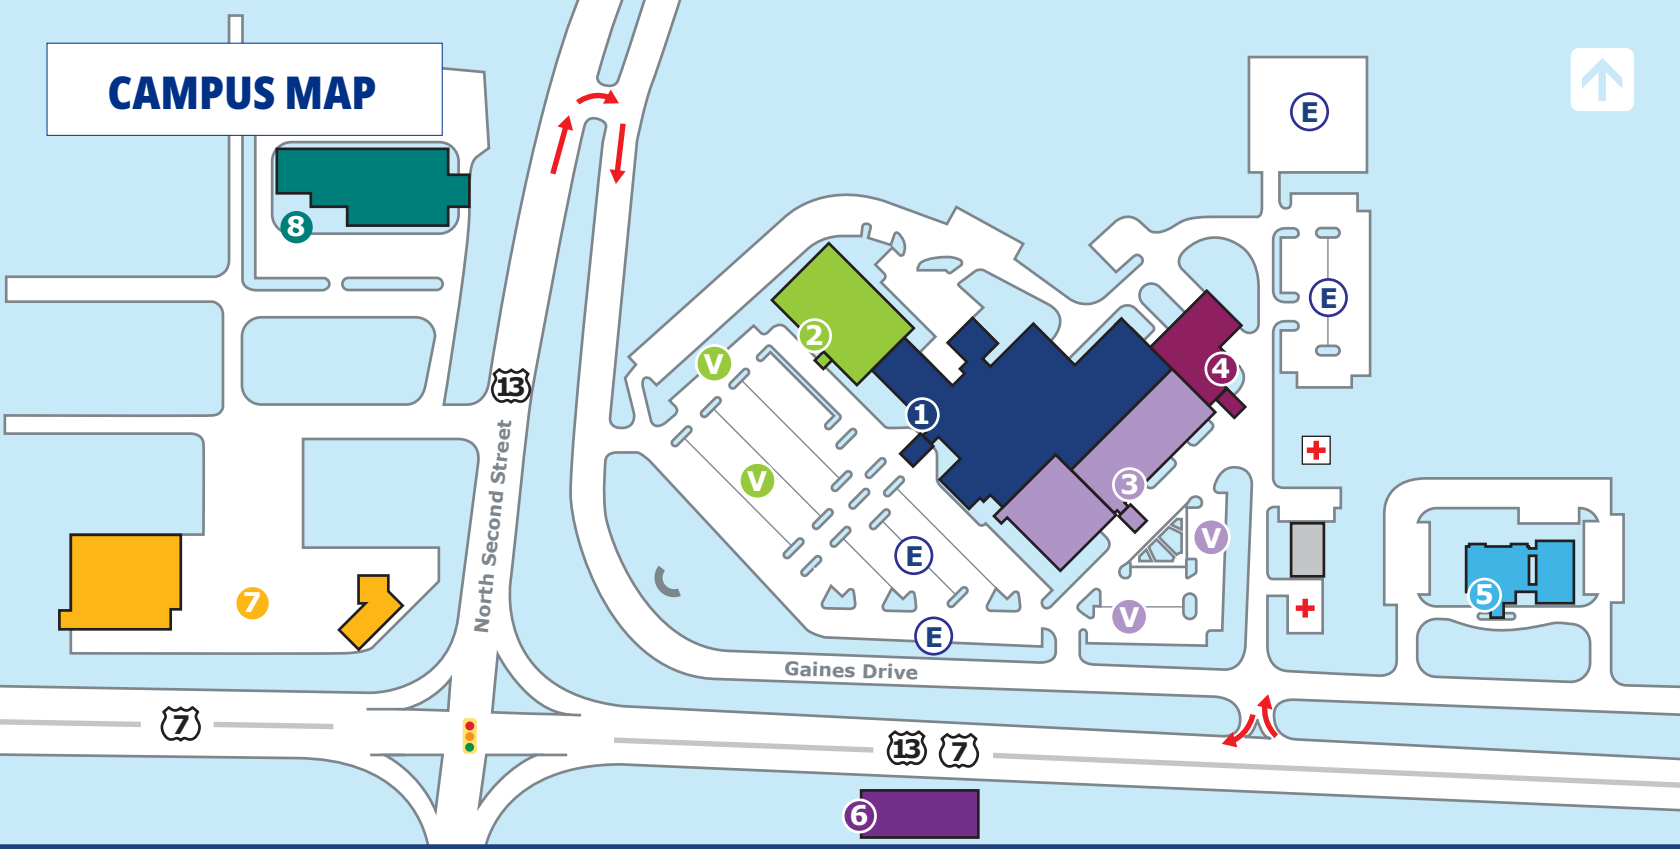 CAMPUS MAP
E
8
E
2
V
4
13
1
V
3
North Second Street
V
E
5
7
V
E
Gaines Drive
7
13 7
6